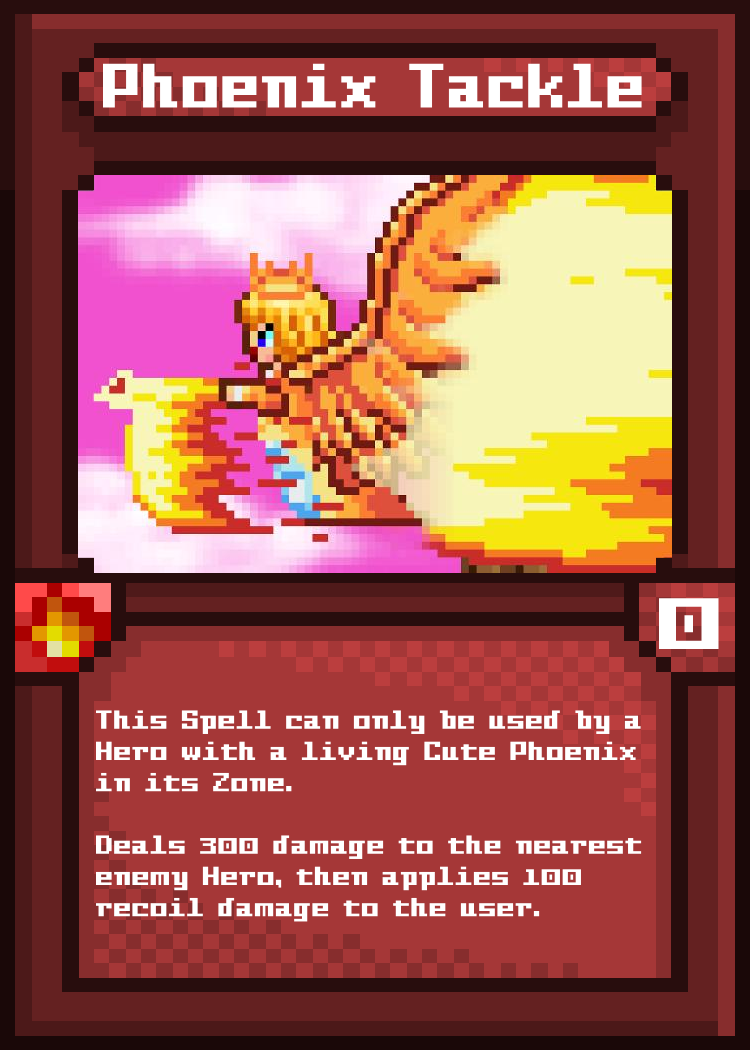 Phoenix Tackle
0
This Spell can only be used by a
Hero with a living Cute Phoenix
in its Zone.
Deals 300 damage to the nearest
enemy Hero, then applies 100
recoil damage to the user.